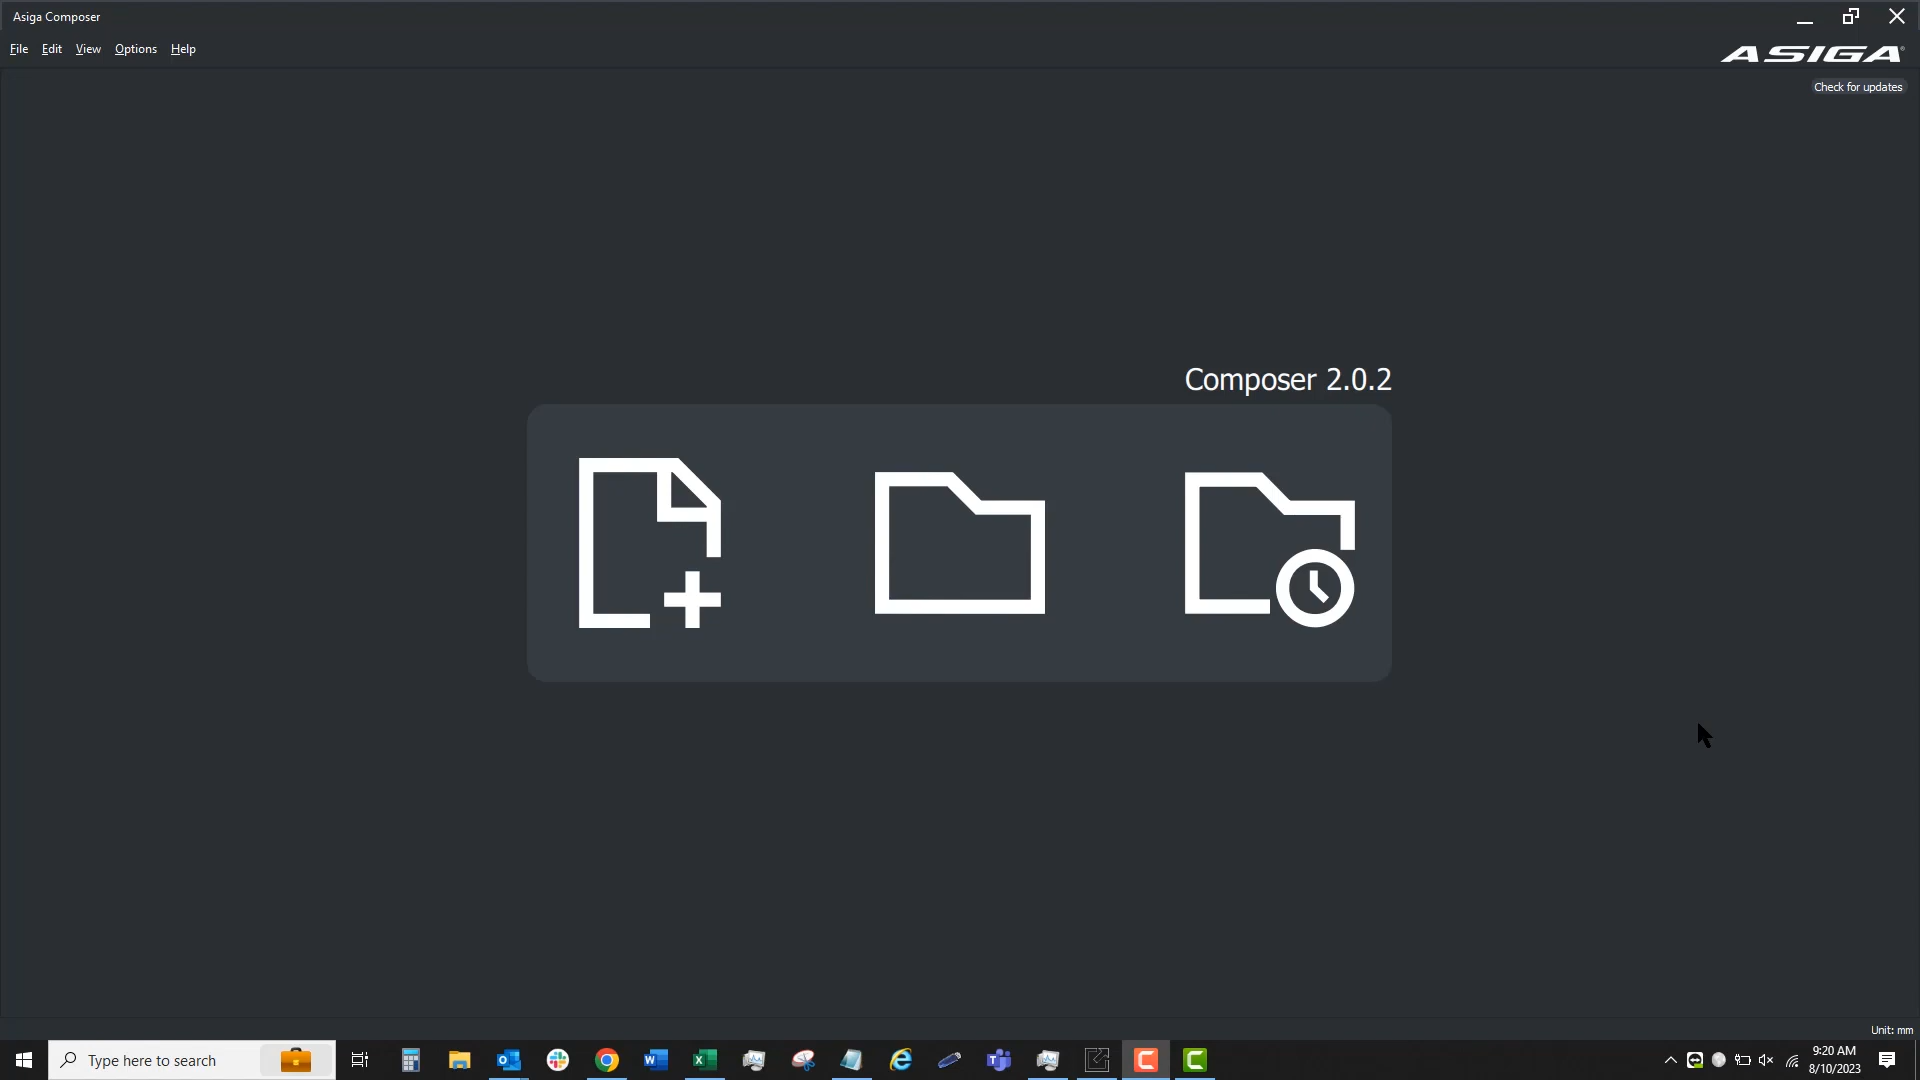 Asiga Composer
File Edit View Options Help
ASIGA
Check for updates
Composer 2.0.2
Unit: mm
Type here to search
9:20 AM
8/10/2023